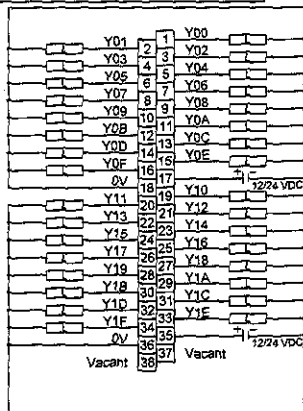 1 Y00
Y01 2
3 Y02
Y03 4
5 Y04
Y05 6
7 Y06
Y07 8
9 Y08
Y09 10
11 Y0A
Y0B 12
13 Y0C
Y0D 14
15 Y0E
Y0F 16
17 + 12/24 VDC
0V 18
19 Y10
Y11 20
21 Y12
Y13 22
23 Y14
Y15 24
25 Y16
Y17 26
27 Y18
Y19 28
29 Y1A
Y1B 30
31 Y1C
Y1D 32
33 Y1E
Y1F 34
35 + 12/24 VDC
0V 36
37 Vacant
Vacant 38